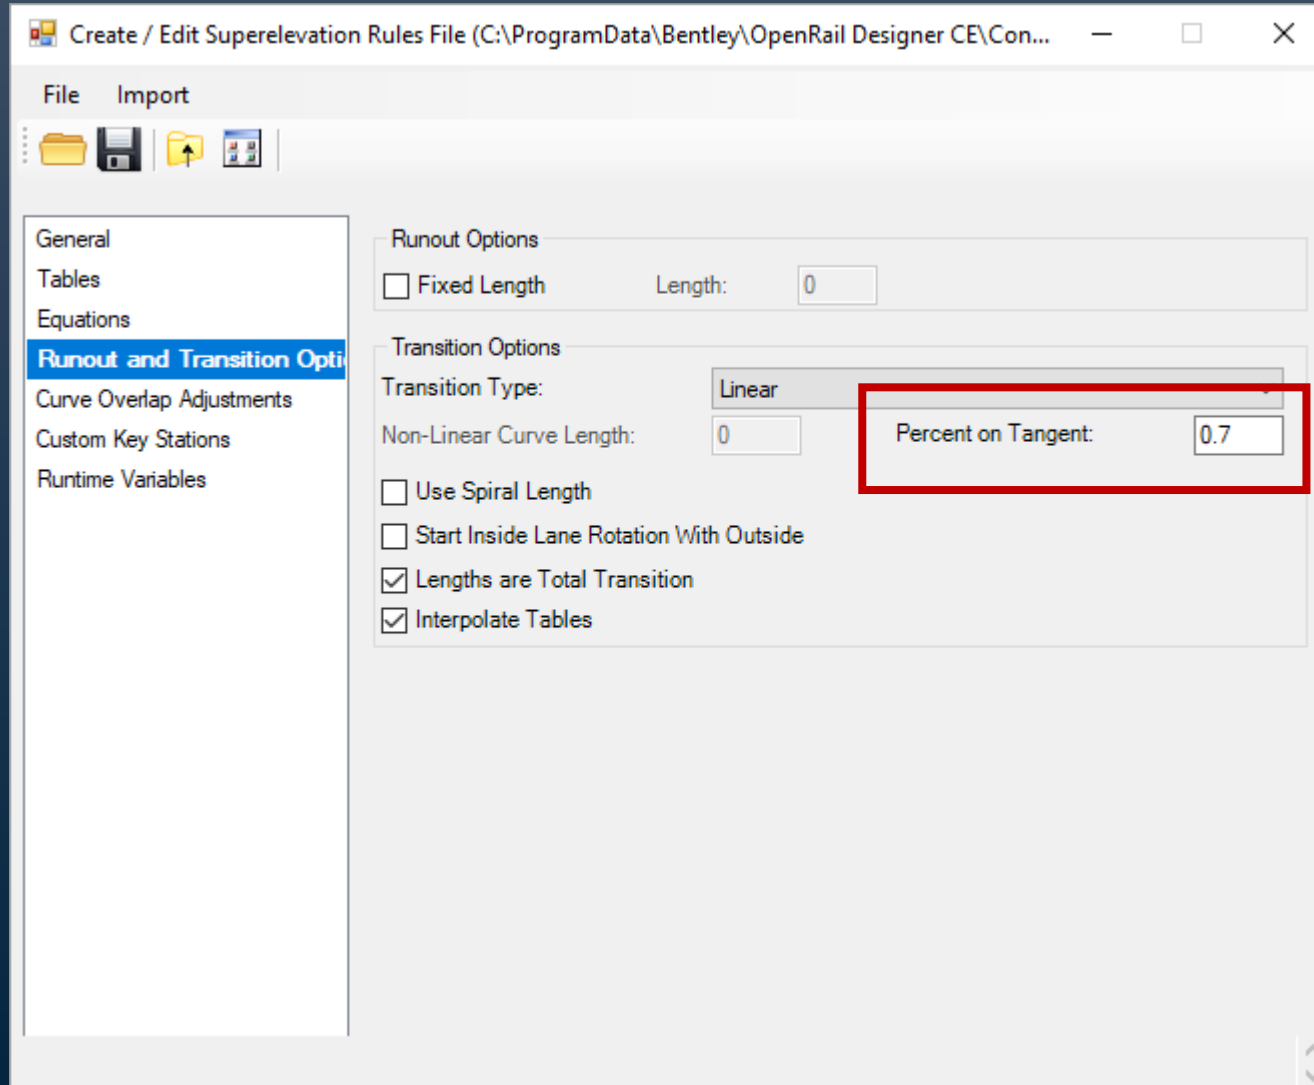 Create / Edit Superelevation Rules File (C:\ProgramData\Bentley\OpenRail Designer CE\Con...
File Import
General
Tables
Equations
Runout and Transition Opti
Curve Overlap Adjustments
Custom Key Stations
Runtime Variables
Runout Options
Fixed Length Length: 0
Transition Options
Transition Type: Linear
Non-Linear Curve Length: 0 Percent on Tangent: 0.7
Use Spiral Length
Start Inside Lane Rotation With Outside
Lengths are Total Transition
Interpolate Tables